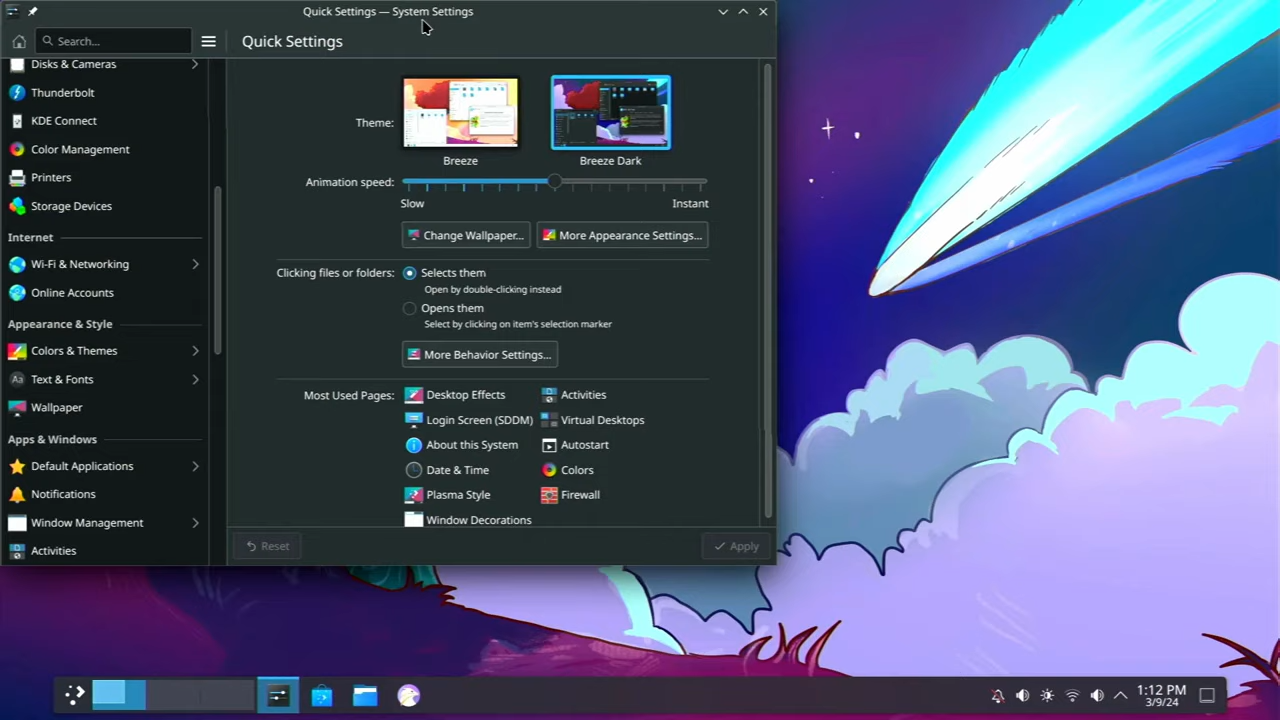 Quick Settings — System Settings
Search...
Quick Settings
Disks & Cameras
Thunderbolt
KDE Connect
Color Management
Printers
Storage Devices
Internet
Wi-Fi & Networking
Online Accounts
Appearance & Style
Colors & Themes
Aa Text & Fonts
Wallpaper
Apps & Windows
Default Applications
Notifications
Window Management
Activities
Theme:
Breeze
Breeze Dark
Animation speed:
Slow
Instant
Change Wallpaper...
More Appearance Settings...
Clicking files or folders:
Selects them
Open by double-clicking instead
Opens them
Select by clicking on item's selection marker
More Behavior Settings...
Most Used Pages:
Desktop Effects
Activities
Login Screen (SDDM)
Virtual Desktops
About this System
Autostart
Date & Time
Colors
Plasma Style
Firewall
Window Decorations
Reset
Apply
1:12 PM
3/9/24